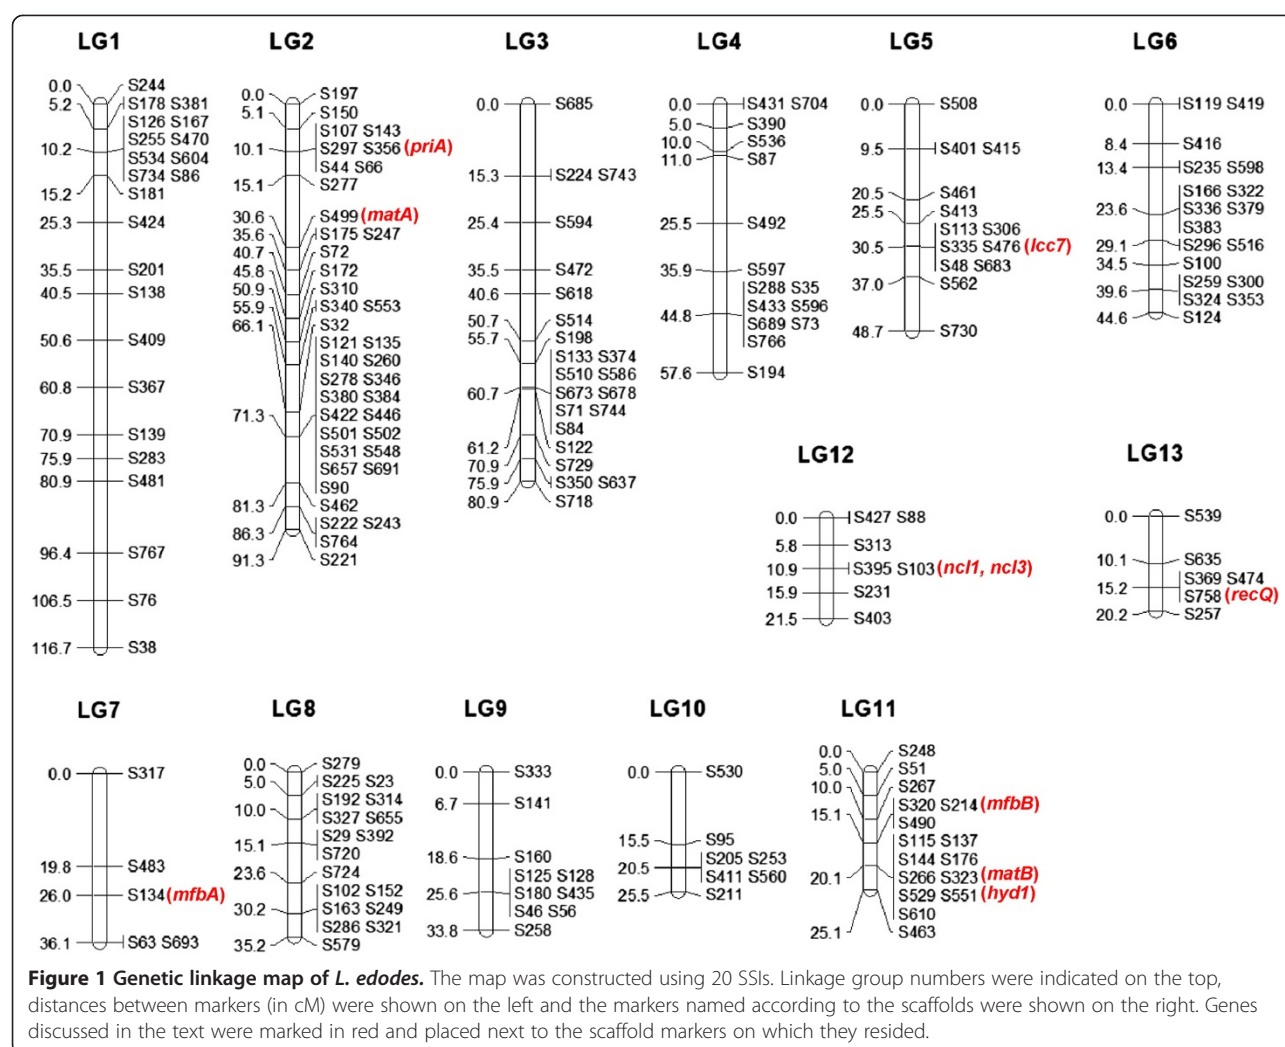 LG1
0.0 S244
5.2 S178 S381
S126 S167
S255 S470
10.2 S534 S604
S734 S86
15.2 S181
25.3 S424
35.5 S201
40.5 S138
50.6 S409
60.8 S367
70.9 S139
75.9 S283
80.9 S481
96.4 S767
106.5 S76
116.7 S38
LG2
0.0 S197
5.1 S150
S107 S143
10.1 S297 S356 (priA)
S44 S66
15.1 S277
30.6 S499 (matA)
35.6 S175 S247
40.7 S72
45.8 S172
50.9 S310
55.9 S340 S553
66.1 S32
S121 S135
S140 S260
S278 S346
S380 S384
71.3 S422 S446
S501 S502
S531 S548
S657 S691
S90
81.3 S462
86.3 S222 S243
S764
91.3 S221
LG3
0.0 S685
15.3 S224 S743
25.4 S594
35.5 S472
40.6 S618
50.7 S514
55.7 S198
S133 S374
S510 S586
60.7 S673 S678
S71 S744
S84
61.2 S122
70.9 S729
75.9 S350 S637
80.9 S718
LG4
0.0 S431 S704
5.0 S390
10.0 S536
11.0 S87
25.5 S492
35.9 S597
S288 S35
44.8 S433 S596
S689 S73
S766
57.6 S194
LG5
0.0 S508
9.5 S401 S415
20.5 S461
25.5 S413
S113 S306
30.5 S335 S476 (lcc7)
S48 S683
37.0 S562
48.7 S730
LG6
0.0 S119 S419
8.4 S416
13.4 S235 S598
S166 S322
23.6 S336 S379
S383
29.1 S296 S516
34.5 S100
39.6 S259 S300
S324 S353
44.6 S124
LG12
0.0 S427 S88
5.8 S313
10.9 S395 S103 (ncl1, ncl3)
15.9 S231
21.5 S403
LG13
0.0 S539
10.1 S635
15.2 S369 S474
S758 (recQ)
20.2 S257
LG7
0.0 S317
19.8 S483
26.0 S134 (mfbA)
36.1 S63 S693
LG8
0.0 S279
5.0 S225 S23
10.0 S192 S314
S327 S655
15.1 S29 S392
S720
23.6 S724
S102 S152
30.2 S163 S249
S286 S321
35.2 S579
LG9
0.0 S333
6.7 S141
18.6 S160
S125 S128
25.6 S180 S435
S46 S56
33.8 S258
LG10
0.0 S530
15.5 S95
20.5 S205 S253
S411 S560
25.5 S211
LG11
0.0 S248
5.0 S51
10.0 S267
15.1 S320 S214 (mfbB)
S490
S115 S137
S144 S176
20.1 S266 S323 (matB)
S529 S551 (hyd1)
S610
25.1 S463
Figure 1 Genetic linkage map of L. edodes. The map was constructed using 20 SSIs. Linkage group numbers were indicated on the top,
distances between markers (in cM) were shown on the left and the markers named according to the scaffolds were shown on the right. Genes
discussed in the text were marked in red and placed next to the scaffold markers on which they resided.